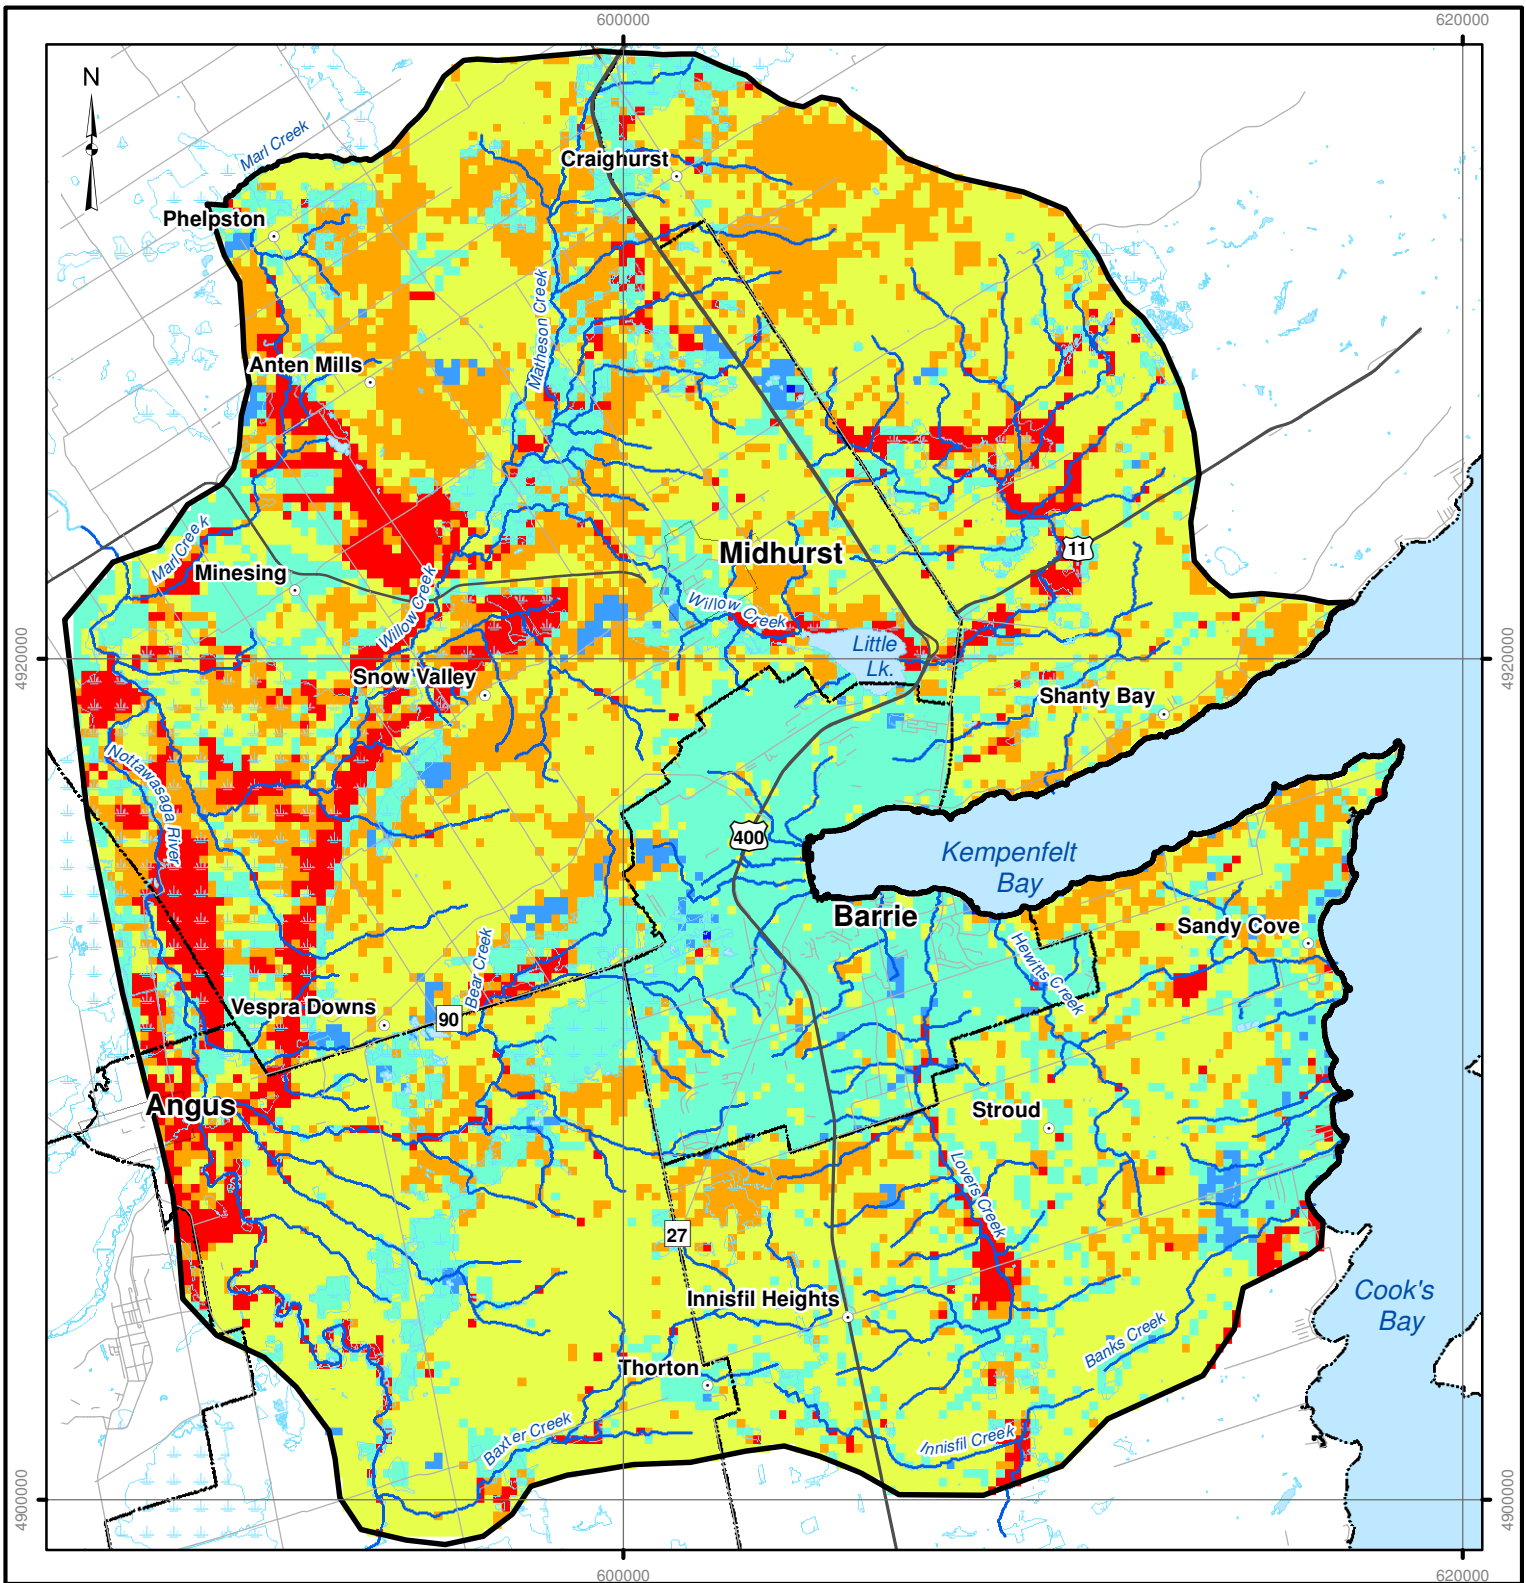 600000
620000
N
Marl Creek
Craighurst
Phelpston
Matheson Creek
Anten Mills
Marl Creek
Midhurst
11
Minesing
Willow Creek
Willow Creek
Little
Lk.
4920000
4920000
Snow Valley
Shanty Bay
Nottawasaga River
400
Kempenfelt
Bay
Barrie
Sandy Cove
Hewitts Creek
Bear Creek
Vespra Downs
90
Angus
Stroud
Lovers Creek
27
Innisfil Heights
Cook's
Bay
Banks Creek
Thorton
Baxter Creek
Innisfil Creek
4900000
4900000
600000
620000